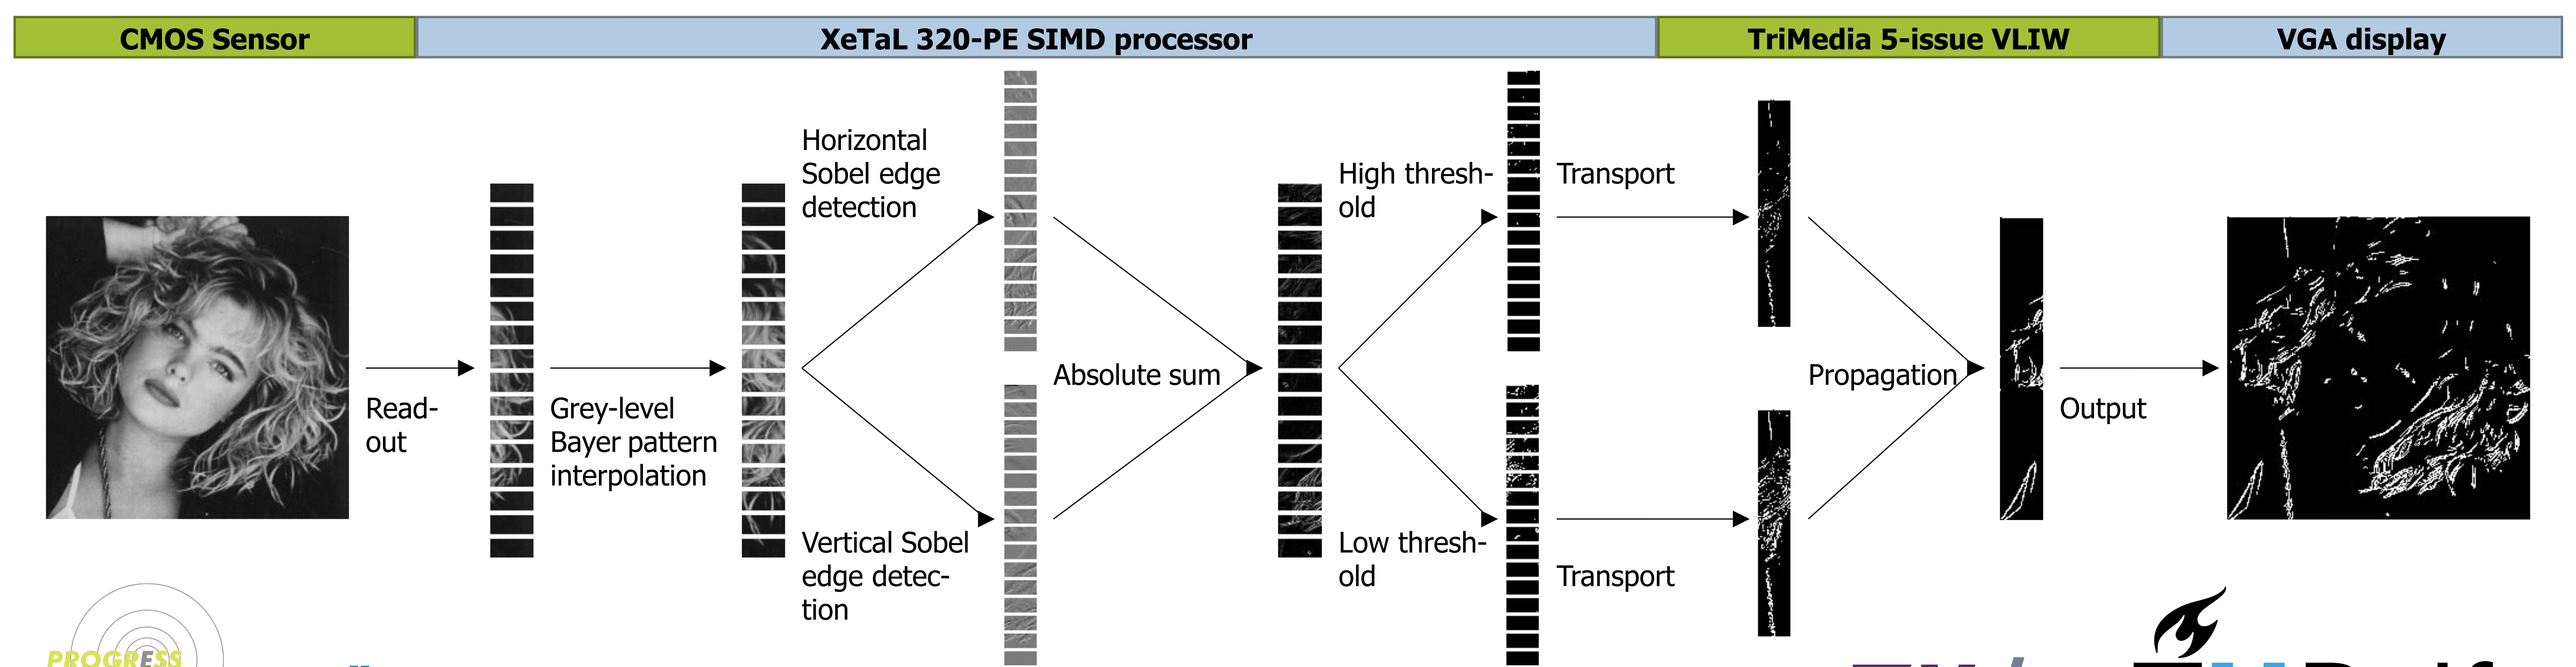 CMOS Sensor
XeTaL 320-PE SIMD processor
TriMedia 5-issue VLIW
VGA display
Read-
out
Grey-level
Bayer pattern
interpolation
Horizontal
Sobel edge
detection
Vertical Sobel
edge detec-
tion
Absolute sum
High thresh-
old
Low thresh-
old
Transport
Transport
Propagation
Output
PROGRESS